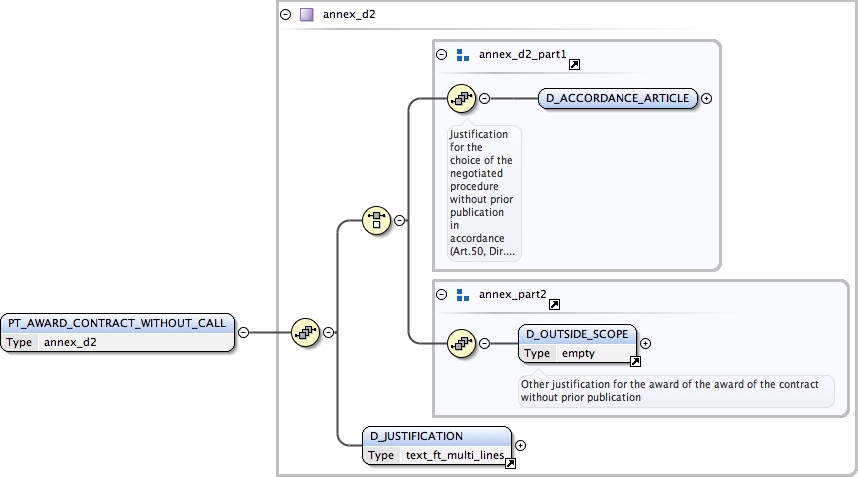 annex_d2
annex_d2_part1
D_ACCORDANCE_ARTICLE
Justification
for the
choice of the
negotiated
procedure
without prior
publication
in
accordance
(Art.50, Dir....
annex_part2
PT_AWARD_CONTRACT_WITHOUT_CALL
Type annex_d2
D_OUTSIDE_SCOPE
Type empty
Other justification for the award of the award of the contract
without prior publication
D_JUSTIFICATION
Type text_ft_multi_lines